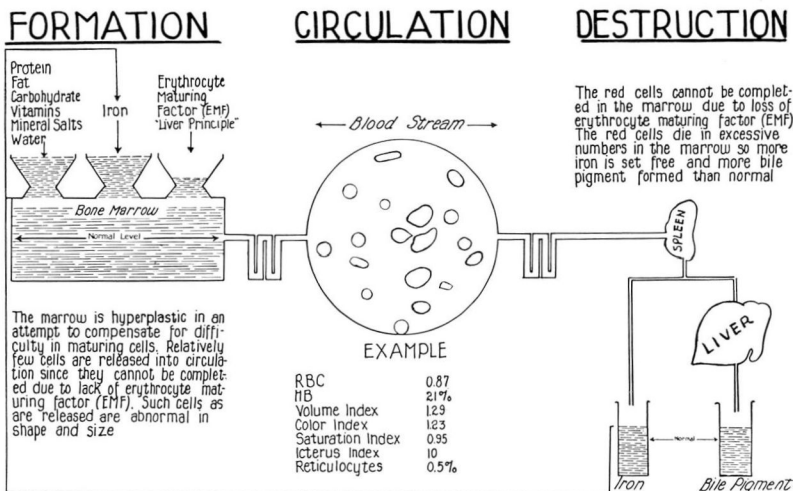 FORMATION
CIRCULATION
DESTRUCTION
Protein
Fat
Carbohydrate
Vitamins
Mineral Salts
Water
Iron
Erythrocyte
Maturing
Factor (EMF)
"Liver Principle"
Bone Marrow
Normal Level
The marrow is hyperplastic in an
attempt to compensate for diffi-
culty in maturing cells. Relatively
few cells are released into circula-
tion since they cannot be complet-
ed due to lack of erythrocyte mat-
uring factor (EMF). Such cells as
are released are abnormal in
shape and size
Blood Stream
EXAMPLE
RBC 0.87
HB 21%
Volume Index 1.29
Color Index 1.23
Saturation Index 0.95
Icterus Index 10
Reticulocytes 0.5%
The red cells cannot be complet-
ed in the marrow due to loss of
erythrocyte maturing factor (EMF)
The red cells die in excessive
numbers in the marrow so more
iron is set free and more bile
pigment formed than normal
SPLEEN
LIVER
Normal
Iron
Bile Pigment